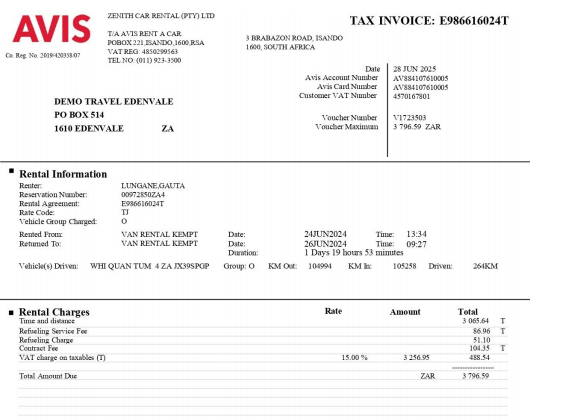 AVIS
Co. Reg. No. 2019/420358/07
ZENITH CAR RENTAL (PTY) LTD
T/A AVIS RENT A CAR
POBOX 221,ISANDO,1600,RSA
VAT REG: 4850299563
TEL NO: (011) 923-3500
TAX INVOICE: E986616024T
3 BRABAZON ROAD, ISANDO
1600, SOUTH AFRICA
Date 28 JUN 2025
Avis Account Number AV884107610005
Avis Card Number AV884107610005
Customer VAT Number 4570167801
Voucher Number V1723503
Voucher Maximum 3 796.59 ZAR
DEMO TRAVEL EDENVALE
PO BOX 514
1610 EDENVALE ZA
Rental Information
Renter: LUNGANE,GAUTA
Reservation Number: 00972850ZA4
Rental Agreement: E986616024T
Rate Code: TJ
Vehicle Group Charged: O
Rented From: VAN RENTAL KEMPT Date: 24JUN2024 Time: 13:34
Returned To: VAN RENTAL KEMPT Date: 26JUN2024 Time: 09:27
Duration: 1 Days 19 hours 53 minutes
Vehicle(s) Driven: WHI QUAN TUM 4 ZA JX39SPGP Group: O KM Out: 104994 KM In: 105258 Driven: 264KM
Rental Charges Rate Amount Total
Time and distance 3 065.64 T
Refueling Service Fee 86.96 T
Refueling Charge 51.10
Contract Fee 104.35 T
VAT charge on taxables (T) 15.00 % 3 256.95 488.54
----------------
Total Amount Due ZAR 3 796.59